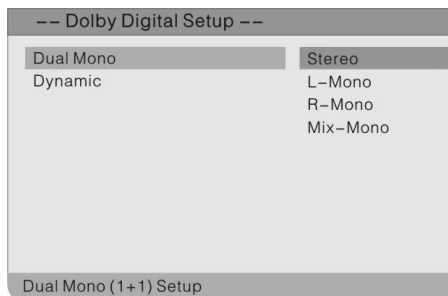 -- Dolby Digital Setup --
Dual Mono
Dynamic
Stereo
L-Mono
R-Mono
Mix-Mono
Dual Mono (1+1) Setup